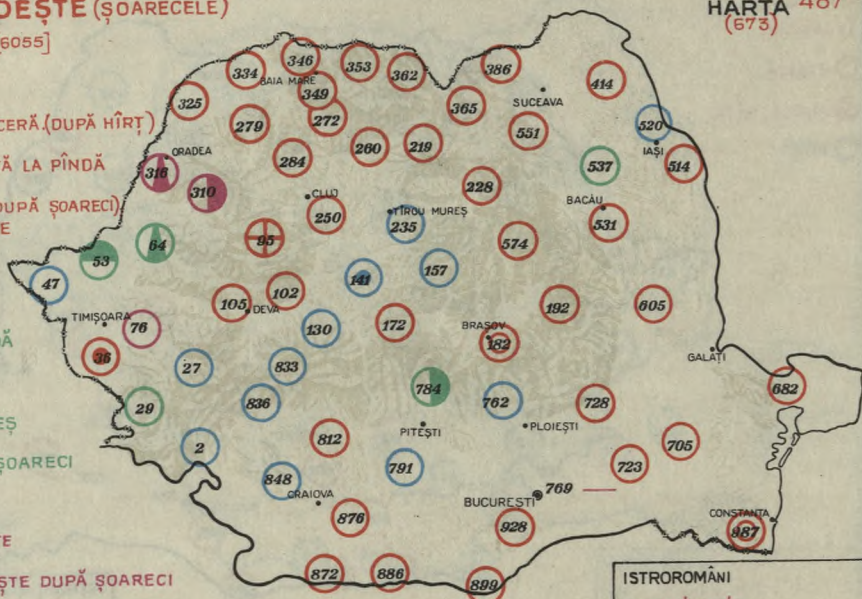 DEȘTE (ȘOARECELE)
HARTA 487
(673)
6055]
346
353
334
362
386
BAIA MARE
414
349
325
SUCEAVA
365
272
CERĂ.(DUPĂ HÎRȚ)
279
551
520
260
219
IAȘI
ORADEA
284
Ă LA PÎNDĂ
537
514
316
310
228
CLUJ
BACĂU
DUPĂ ȘOARECI)
TÎRGU MUREȘ
250
235
531
E
95
574
64
53
157
141
47
102
105
DEVA
192
605
TIMIȘOARA
76
130
172
BRAȘOV
182
36
GALAȚI
27
833
784
682
29
836
762
728
EȘ
PITEȘTI
PLOIEȘTI
812
705
2
ȘOARECI
791
723
848
CRAIOVA
BUCUREȘTI
769
CONSTANȚA
876
928
987
TE
872
886
ȘTE DUPĂ ȘOARECI
899
ISTROROMÂNI